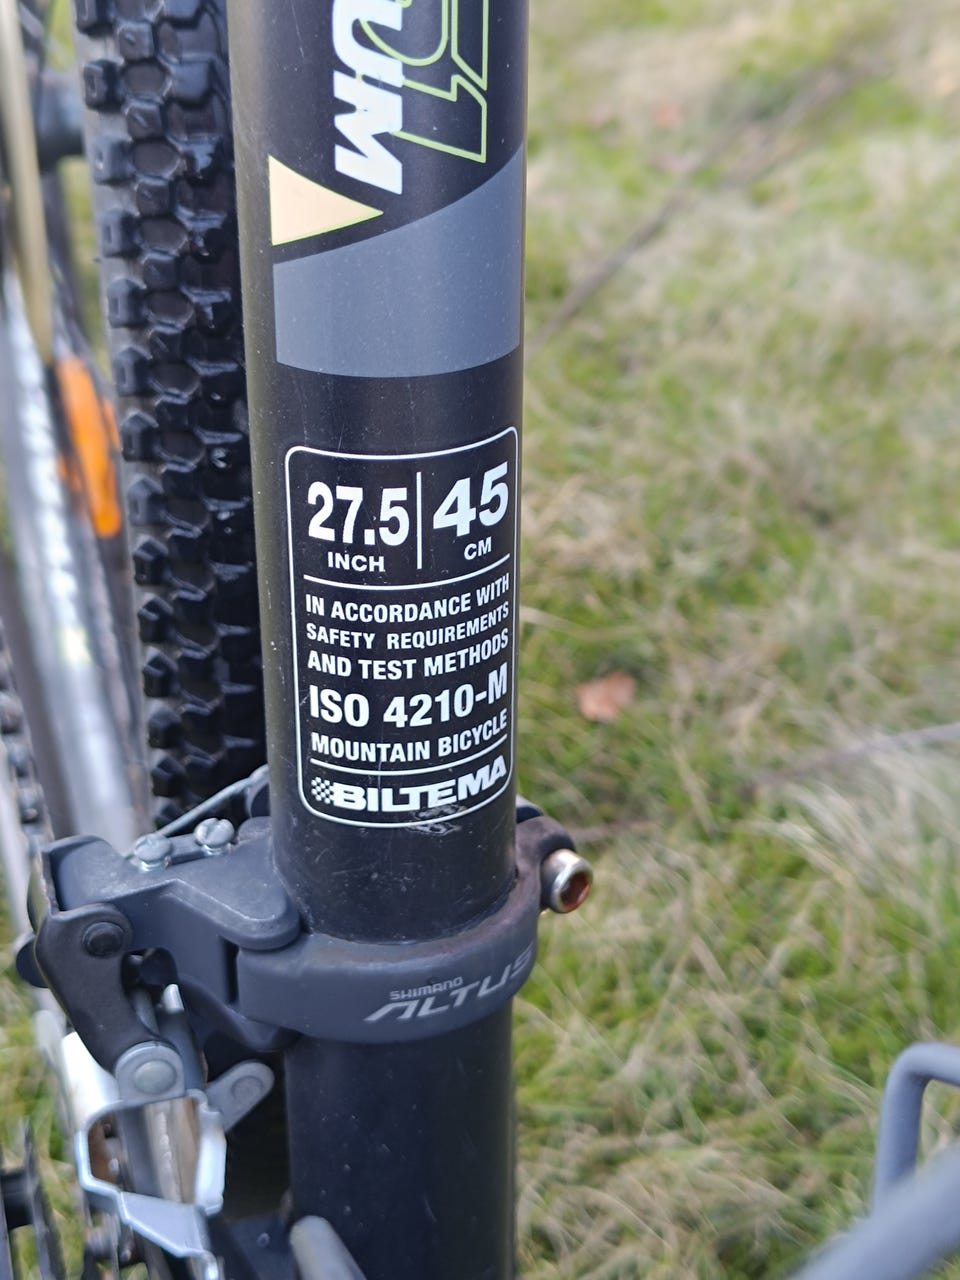 UM
27.5 45
INCH CM
IN ACCORDANCE WITH
SAFETY REQUIREMENTS
AND TEST METHODS
ISO 4210-M
MOUNTAIN BICYCLE
BILTEMA
SHIMANO
ALTUS